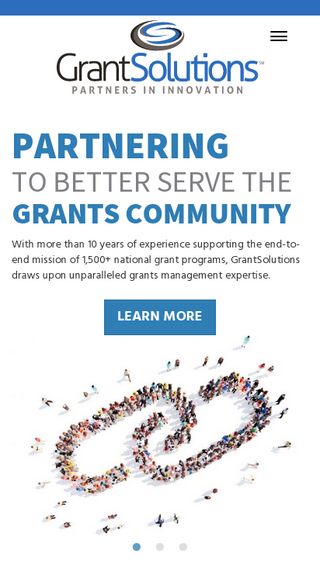 GrantSolutions℠
PARTNERS IN INNOVATION
PARTNERING
TO BETTER SERVE THE
GRANTS COMMUNITY
With more than 10 years of experience supporting the end-to-
end mission of 1,500+ national grant programs, GrantSolutions
draws upon unparalleled grants management expertise.
LEARN MORE